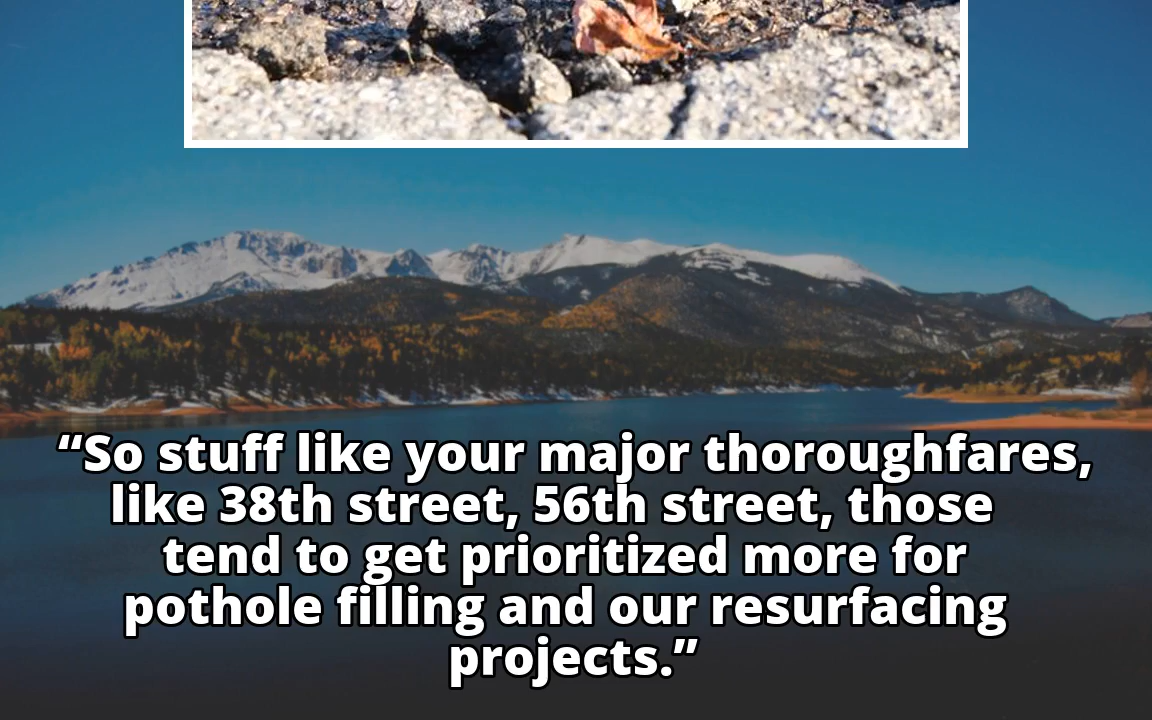 “So stuff like your major thoroughfares,
like 38th street, 56th street, those
tend to get prioritized more for
pothole filling and our resurfacing
projects.”